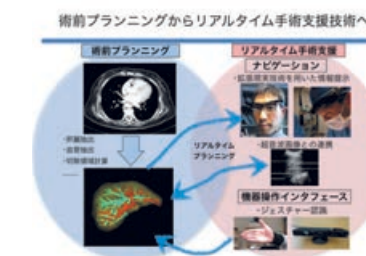 術前プランニングからリアルタイム手術支援技術へ
術前プランニング
・肝臓抽出
・血管抽出
・切除領域計算
リアルタイム手術支援
ナビゲーション
・拡張現実技術を用いた情報提示
リアルタイム
プランニング
・超音波画像との連携
機器操作インタフェース
・ジェスチャー認識